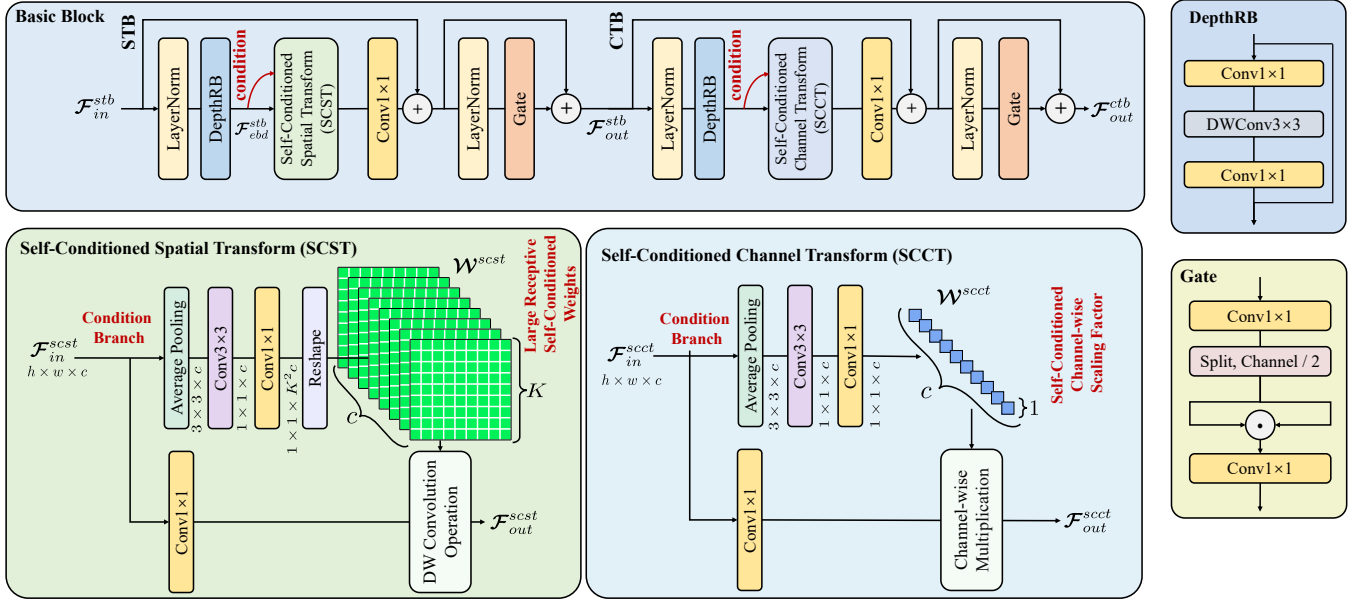 Basic Block
STB
CTB
condition
condition
F_in^stb
LayerNorm
DepthRB
F_ebd^stb
Self-Conditioned
Spatial Transform
(SCST)
Conv1×1
+
LayerNorm
Gate
+
F_out^stb
LayerNorm
DepthRB
Self-Conditioned
Channel Transform
(SCCT)
Conv1×1
+
LayerNorm
Gate
+
F_out^ctb
DepthRB
Conv1×1
DWConv3×3
Conv1×1
Self-Conditioned Spatial Transform (SCST)
W^scst
Large Receptive
Self-Conditioned
Weights
Condition
Branch
F_in^scst
h × w × c
Average Pooling
3 × 3 × c
Conv3×3
1 × 1 × c
Conv1×1
1 × 1 × K²c
Reshape
c
K
Conv1×1
DW Convolution
Operation
F_out^scst
Self-Conditioned Channel Transform (SCCT)
W^scct
Self-Conditioned
Channel-wise
Scaling Factor
Condition
Branch
F_in^scct
h × w × c
Average Pooling
3 × 3 × c
Conv3×3
1 × 1 × c
Conv1×1
1 × 1 × c
c
1
Conv1×1
Channel-wise
Multiplication
F_out^scct
Gate
Conv1×1
Split, Channel / 2
Conv1×1